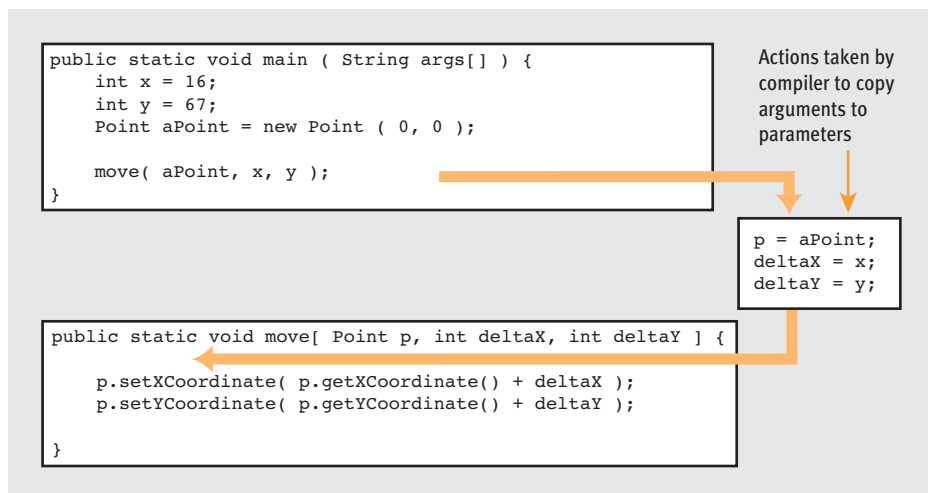 public static void main ( String args[] ) {
    int x = 16;
    int y = 67;
    Point aPoint = new Point ( 0, 0 );

    move( aPoint, x, y );
}
Actions taken by
compiler to copy
arguments to
parameters
p = aPoint;
deltaX = x;
deltaY = y;
public static void move[ Point p, int deltaX, int deltaY ] {

    p.setXCoordinate( p.getXCoordinate() + deltaX );
    p.setYCoordinate( p.getYCoordinate() + deltaY );

}